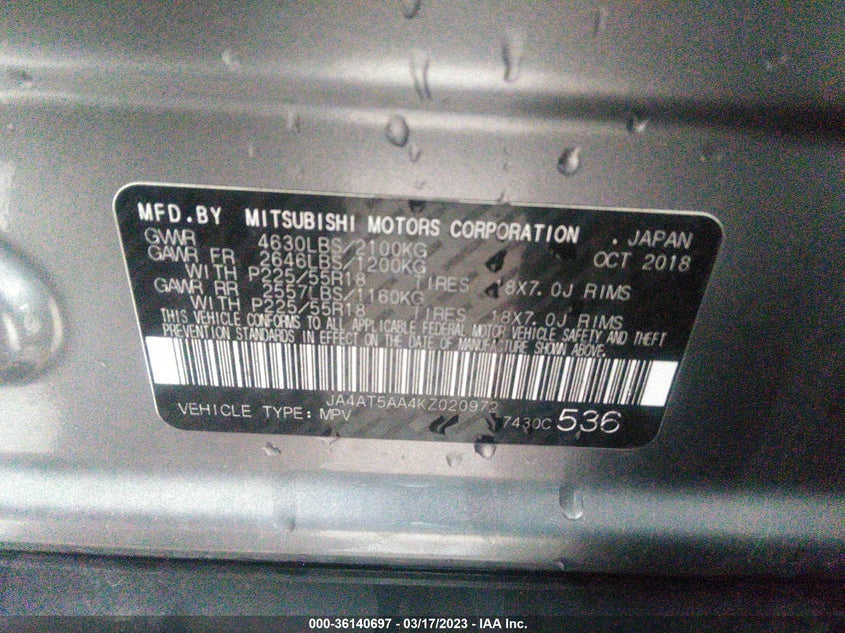 MFD.BY MITSUBISHI MOTORS CORPORATION . JAPAN
GVWR 4630LBS/2100KG OCT 2018
GAWR FR 2646LBS/1200KG
WITH P225/55R18 TIRES 18X7.0J RIMS
GAWR RR 2557LBS/1160KG
WITH P225/55R18 TIRES 18X7.0J RIMS
THIS VEHICLE CONFORMS TO ALL APPLICABLE FEDERAL MOTOR VEHICLE SAFETY AND THEFT
PREVENTION STANDARDS IN EFFECT ON THE DATE OF MANUFACTURE SHOWN ABOVE.
JA4AT5AA4KZ020972
VEHICLE TYPE: MPV 7430C 536
000-36140697 - 03/17/2023 - IAA Inc.